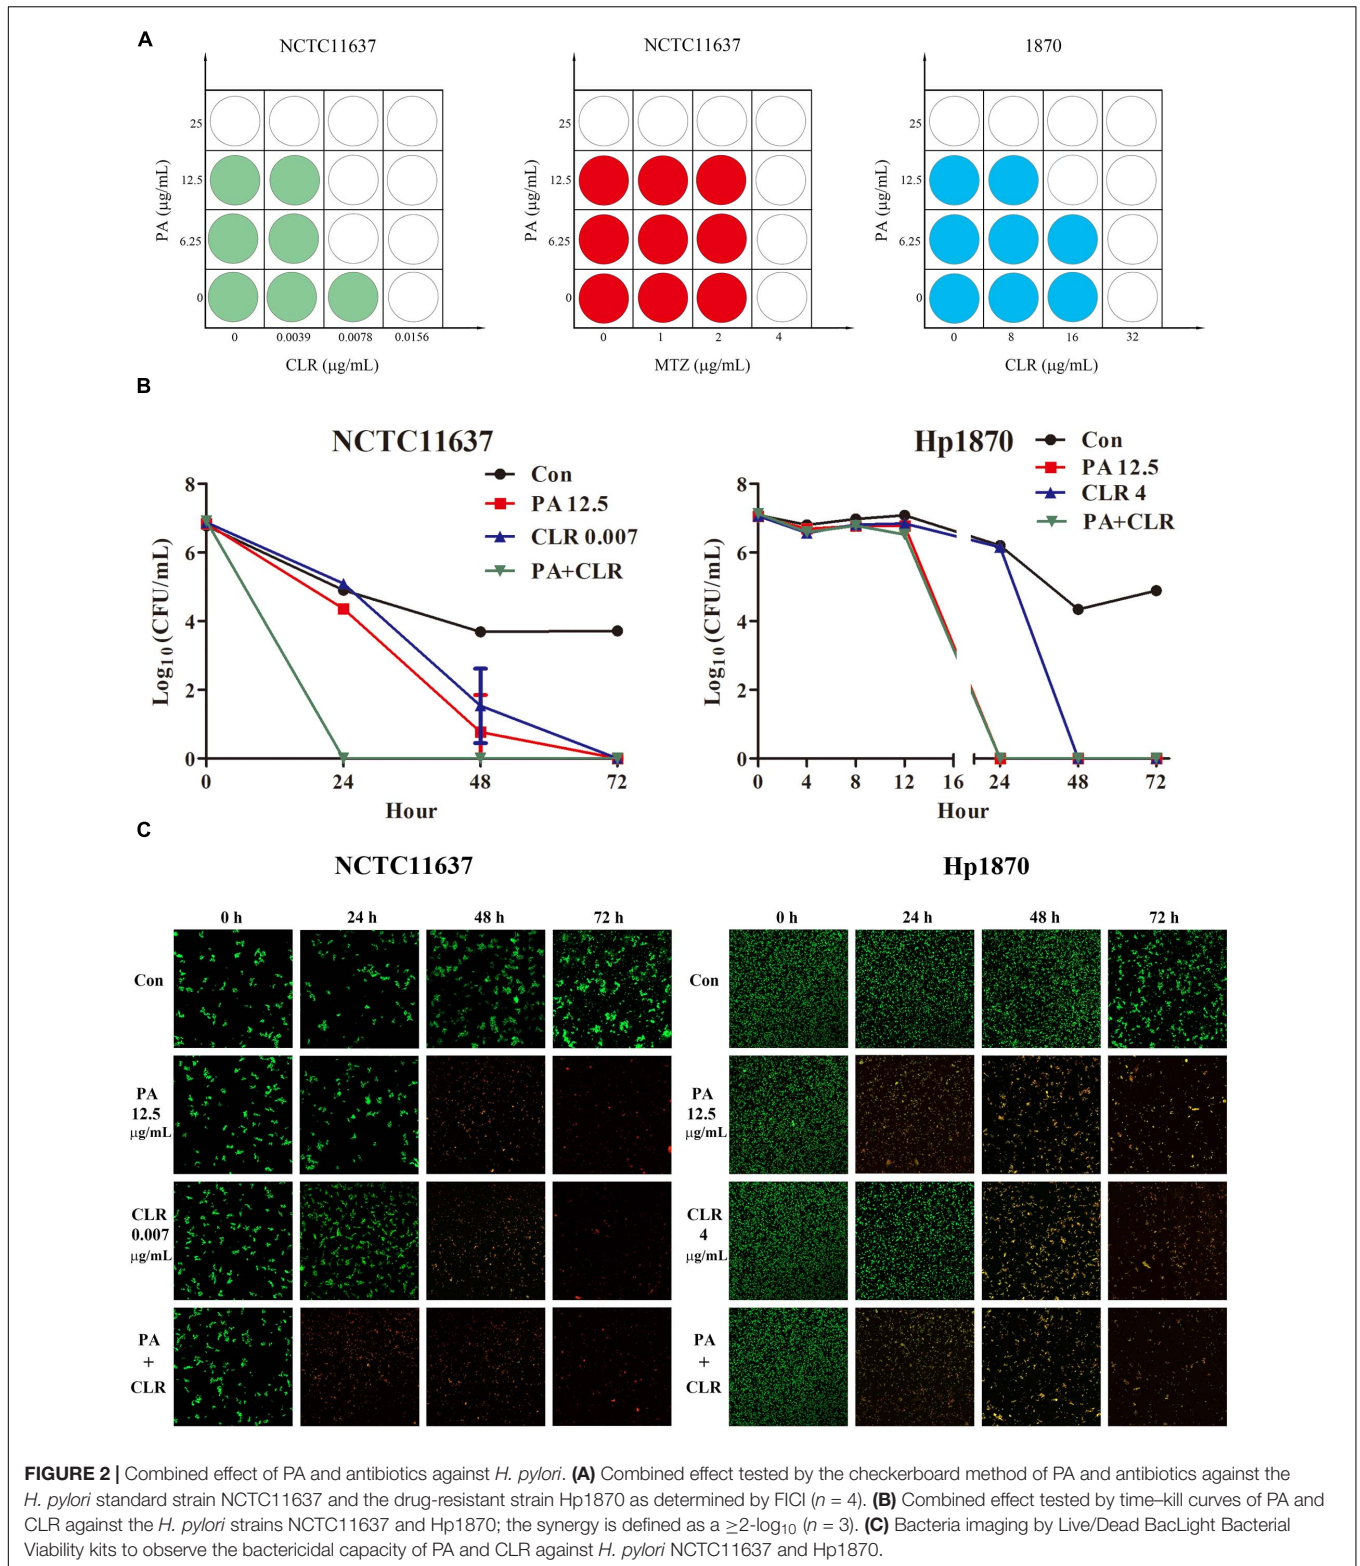 A
NCTC11637
NCTC11637
1870
PA (µg/mL)
25
12.5
6.25
0
0 0.0039 0.0078 0.0156
CLR (µg/mL)
PA (µg/mL)
25
12.5
6.25
0
0 1 2 4
MTZ (µg/mL)
PA (µg/mL)
25
12.5
6.25
0
0 8 16 32
CLR (µg/mL)
B
NCTC11637
Con
PA 12.5
CLR 0.007
PA+CLR
Log10 (CFU/mL)
8
6
4
2
0
0 24 48 72
Hour
Hp1870
Con
PA 12.5
CLR 4
PA+CLR
Log10 (CFU/mL)
8
6
4
2
0
0 4 8 12 16 24 48 72
Hour
C
NCTC11637
0 h 24 h 48 h 72 h
Con
PA
12.5
µg/mL
CLR
0.007
µg/mL
PA
+
CLR
Hp1870
0 h 24 h 48 h 72 h
Con
PA
12.5
µg/mL
CLR
4
µg/mL
PA
+
CLR
FIGURE 2 | Combined effect of PA and antibiotics against H. pylori. (A) Combined effect tested by the checkerboard method of PA and antibiotics against the
H. pylori standard strain NCTC11637 and the drug-resistant strain Hp1870 as determined by FICI (n = 4). (B) Combined effect tested by time–kill curves of PA and
CLR against the H. pylori strains NCTC11637 and Hp1870; the synergy is defined as a ≥2-log10 (n = 3). (C) Bacteria imaging by Live/Dead BacLight Bacterial
Viability kits to observe the bactericidal capacity of PA and CLR against H. pylori NCTC11637 and Hp1870.